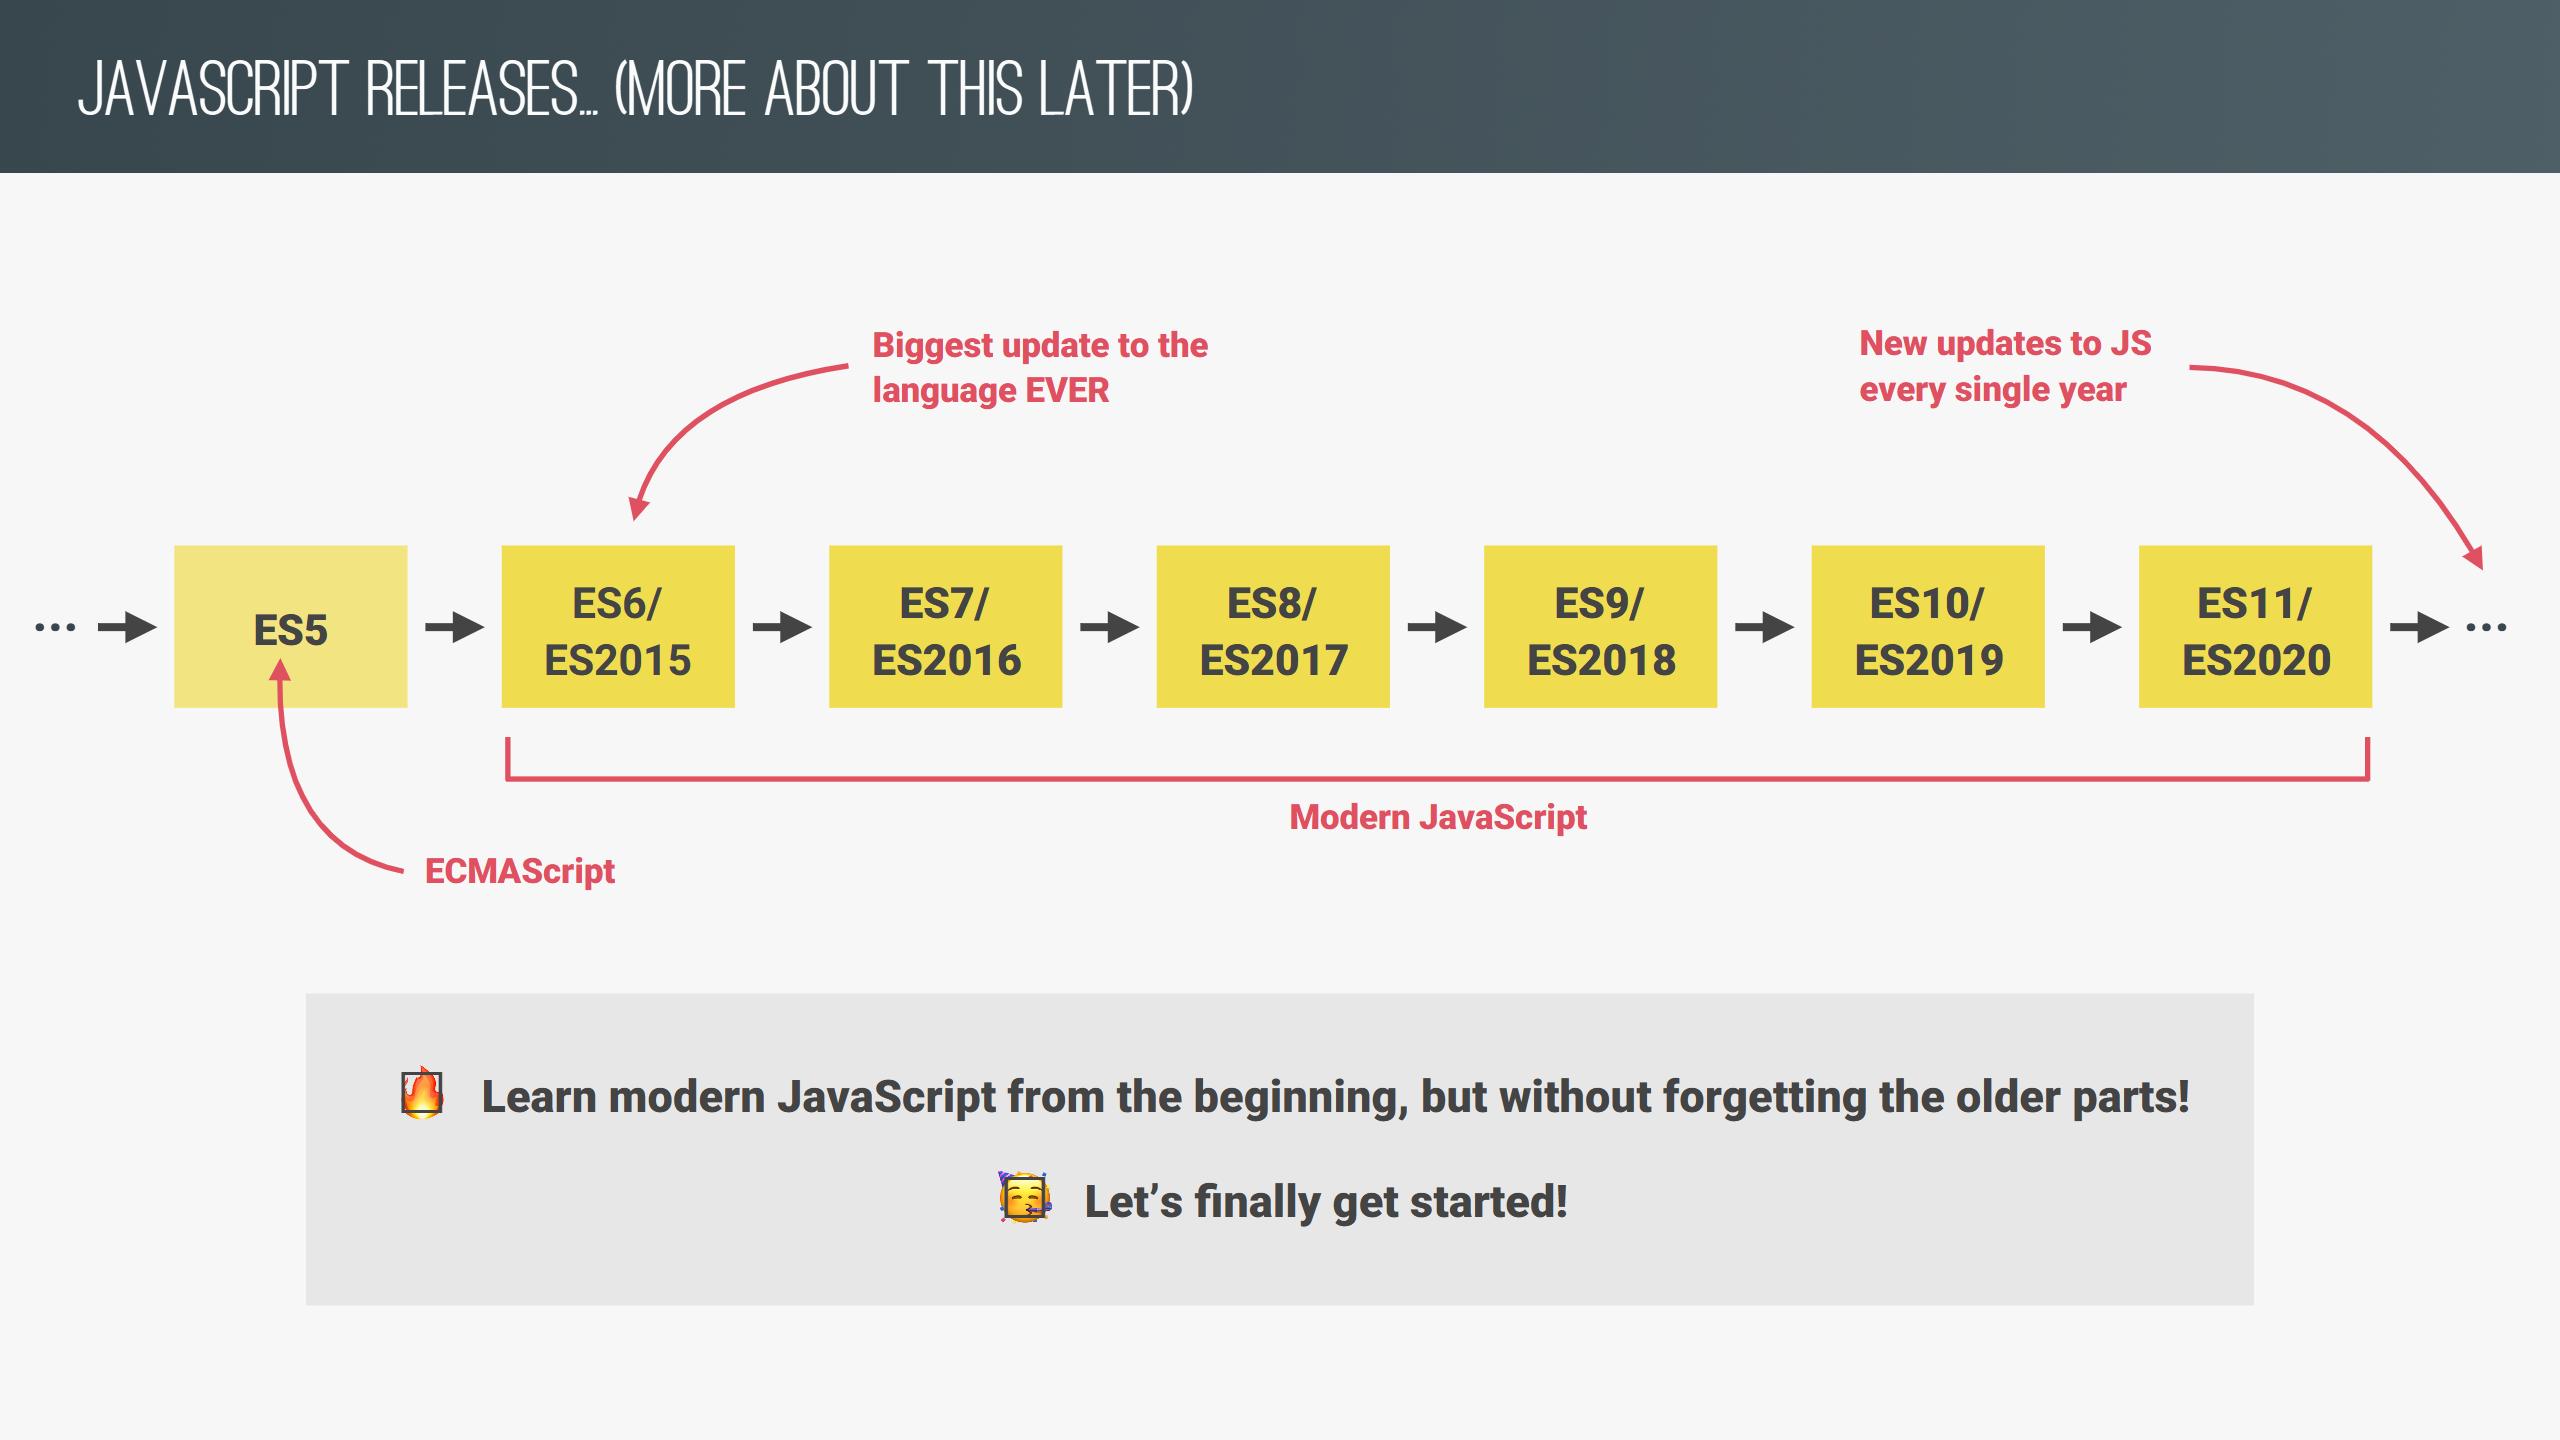 JAVASCRIPT RELEASES… (MORE ABOUT THIS LATER)
Biggest update to the
language EVER
New updates to JS
every single year
…
ES5
ES6/
ES2015
ES7/
ES2016
ES8/
ES2017
ES9/
ES2018
ES10/
ES2019
ES11/
ES2020
…
Modern JavaScript
ECMAScript
🔥 Learn modern JavaScript from the beginning, but without forgetting the older parts!
🥳 Let’s finally get started!